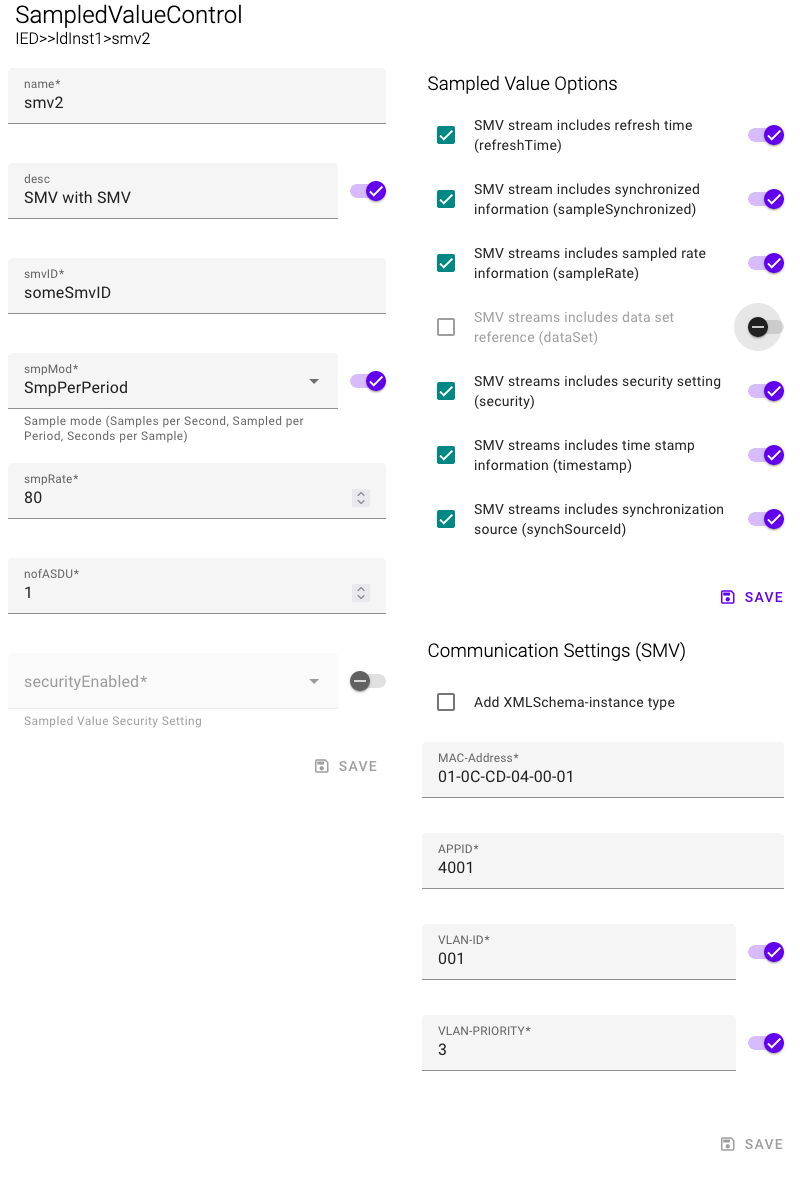 SampledValueControl
IED>>ldInst1>smv2
name*
smv2
desc
SMV with SMV
smvID*
someSmvID
smpMod*
SmpPerPeriod
Sample mode (Samples per Second, Sampled per
Period, Seconds per Sample)
smpRate*
80
nofASDU*
1
securityEnabled*
Sampled Value Security Setting
SAVE
Sampled Value Options
SMV stream includes refresh time
(refreshTime)
SMV stream includes synchronized
information (sampleSynchronized)
SMV streams includes sampled rate
information (sampleRate)
SMV streams includes data set
reference (dataSet)
SMV streams includes security setting
(security)
SMV streams includes time stamp
information (timestamp)
SMV streams includes synchronization
source (synchSourceId)
SAVE
Communication Settings (SMV)
Add XMLSchema-instance type
MAC-Address*
01-0C-CD-04-00-01
APPID*
4001
VLAN-ID*
001
VLAN-PRIORITY*
3
SAVE